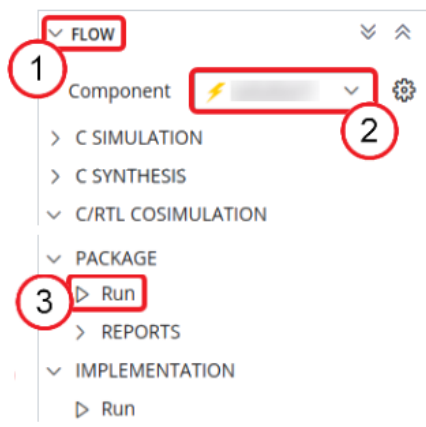 FLOW
1
Component
2
C SIMULATION
C SYNTHESIS
C/RTL COSIMULATION
PACKAGE
3 Run
REPORTS
IMPLEMENTATION
Run